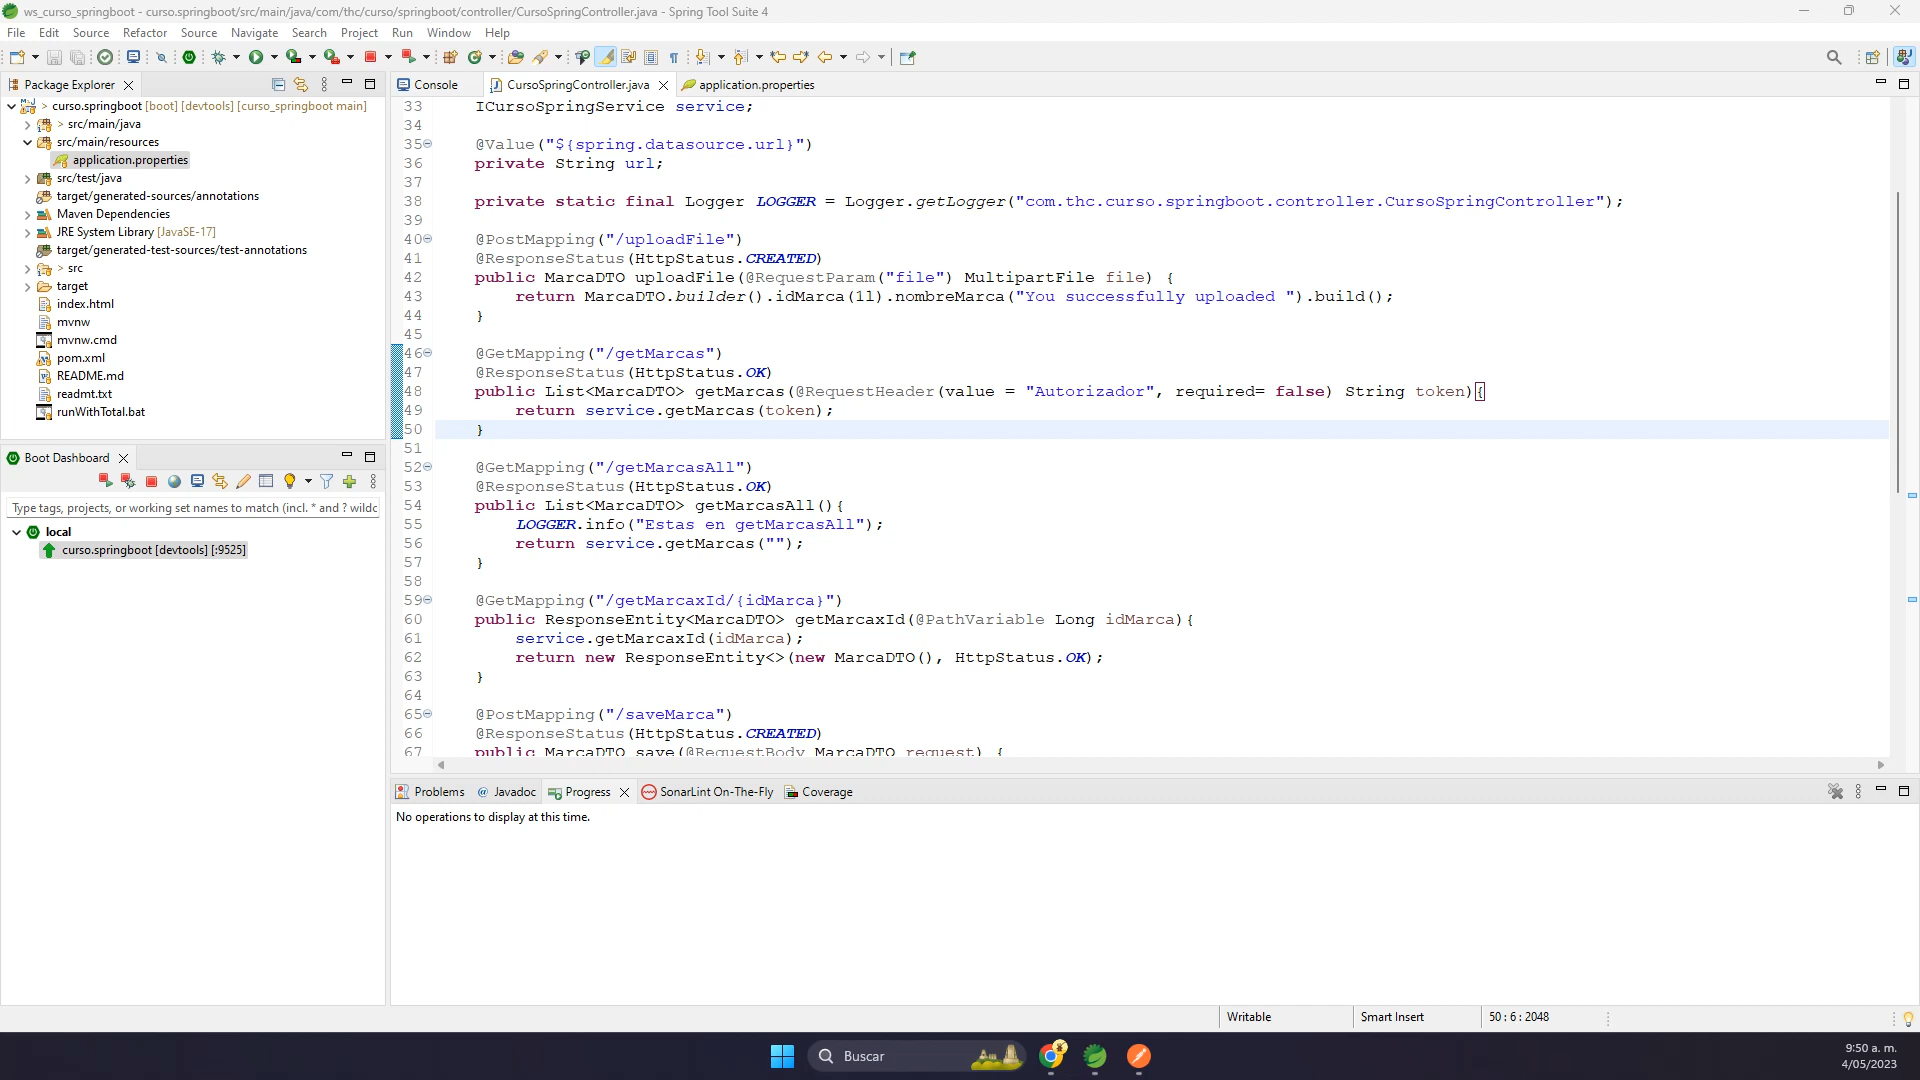 ws_curso_springboot - curso.springboot/src/main/java/com/thc/curso/springboot/controller/CursoSpringController.java - Spring Tool Suite 4
File Edit Source Refactor Source Navigate Search Project Run Window Help
Package Explorer
> curso.springboot [boot] [devtools] [curso_springboot main]
> src/main/java
src/main/resources
application.properties
src/test/java
target/generated-sources/annotations
Maven Dependencies
JRE System Library [JavaSE-17]
target/generated-test-sources/test-annotations
> src
target
index.html
mvnw
mvnw.cmd
pom.xml
README.md
readmt.txt
runWithTotal.bat
Boot Dashboard
Type tags, projects, or working set names to match (incl. * and ? wildc
local
curso.springboot [devtools] [:9525]
Console CursoSpringController.java application.properties
33 ICursoSpringService service;
34
35 @Value("${spring.datasource.url}")
36 private String url;
37
38 private static final Logger LOGGER = Logger.getLogger("com.thc.curso.springboot.controller.CursoSpringController");
39
40 @PostMapping("/uploadFile")
41 @ResponseStatus(HttpStatus.CREATED)
42 public MarcaDTO uploadFile(@RequestParam("file") MultipartFile file) {
43 return MarcaDTO.builder().idMarca(1l).nombreMarca("You successfully uploaded ").build();
44 }
45
46 @GetMapping("/getMarcas")
47 @ResponseStatus(HttpStatus.OK)
48 public List<MarcaDTO> getMarcas(@RequestHeader(value = "Autorizador", required= false) String token){
49 return service.getMarcas(token);
50 }
51
52 @GetMapping("/getMarcasAll")
53 @ResponseStatus(HttpStatus.OK)
54 public List<MarcaDTO> getMarcasAll(){
55 LOGGER.info("Estas en getMarcasAll");
56 return service.getMarcas("");
57 }
58
59 @GetMapping("/getMarcaxId/{idMarca}")
60 public ResponseEntity<MarcaDTO> getMarcaxId(@PathVariable Long idMarca){
61 service.getMarcaxId(idMarca);
62 return new ResponseEntity<>(new MarcaDTO(), HttpStatus.OK);
63 }
64
65 @PostMapping("/saveMarca")
66 @ResponseStatus(HttpStatus.CREATED)
67 public MarcaDTO save(@RequestBody MarcaDTO request) {
Problems @ Javadoc Progress SonarLint On-The-Fly Coverage
No operations to display at this time.
Writable Smart Insert 50 : 6 : 2048
Buscar
9:50 a. m.
4/05/2023